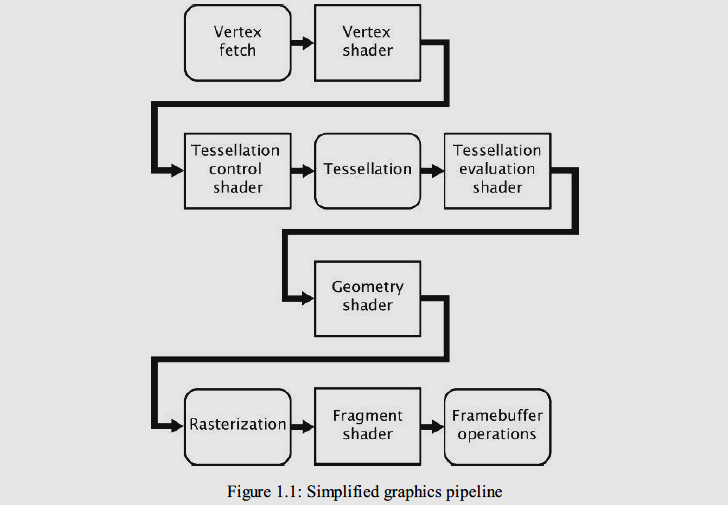 Vertex
fetch
Vertex
shader
Tessellation
control
shader
Tessellation
Tessellation
evaluation
shader
Geometry
shader
Rasterization
Fragment
shader
Framebuffer
operations
Figure 1.1: Simplified graphics pipeline